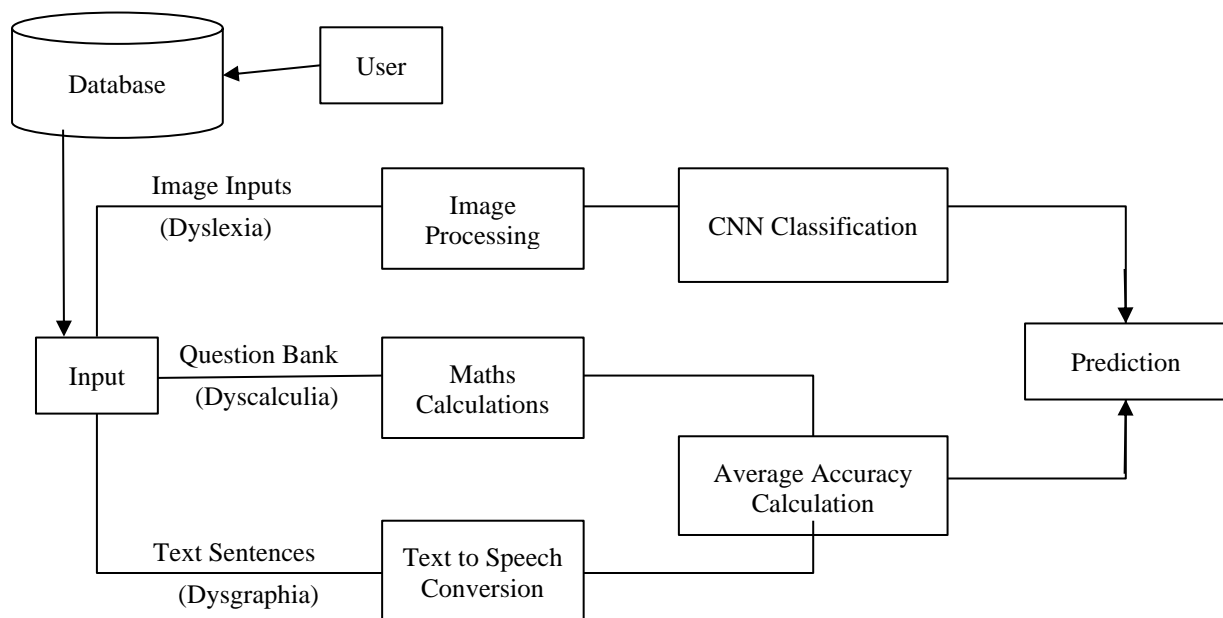 Database
User
Image Inputs
(Dyslexia)
Image
Processing
CNN Classification
Input
Question Bank
(Dyscalculia)
Maths
Calculations
Prediction
Average Accuracy
Calculation
Text Sentences
(Dysgraphia)
Text to Speech
Conversion